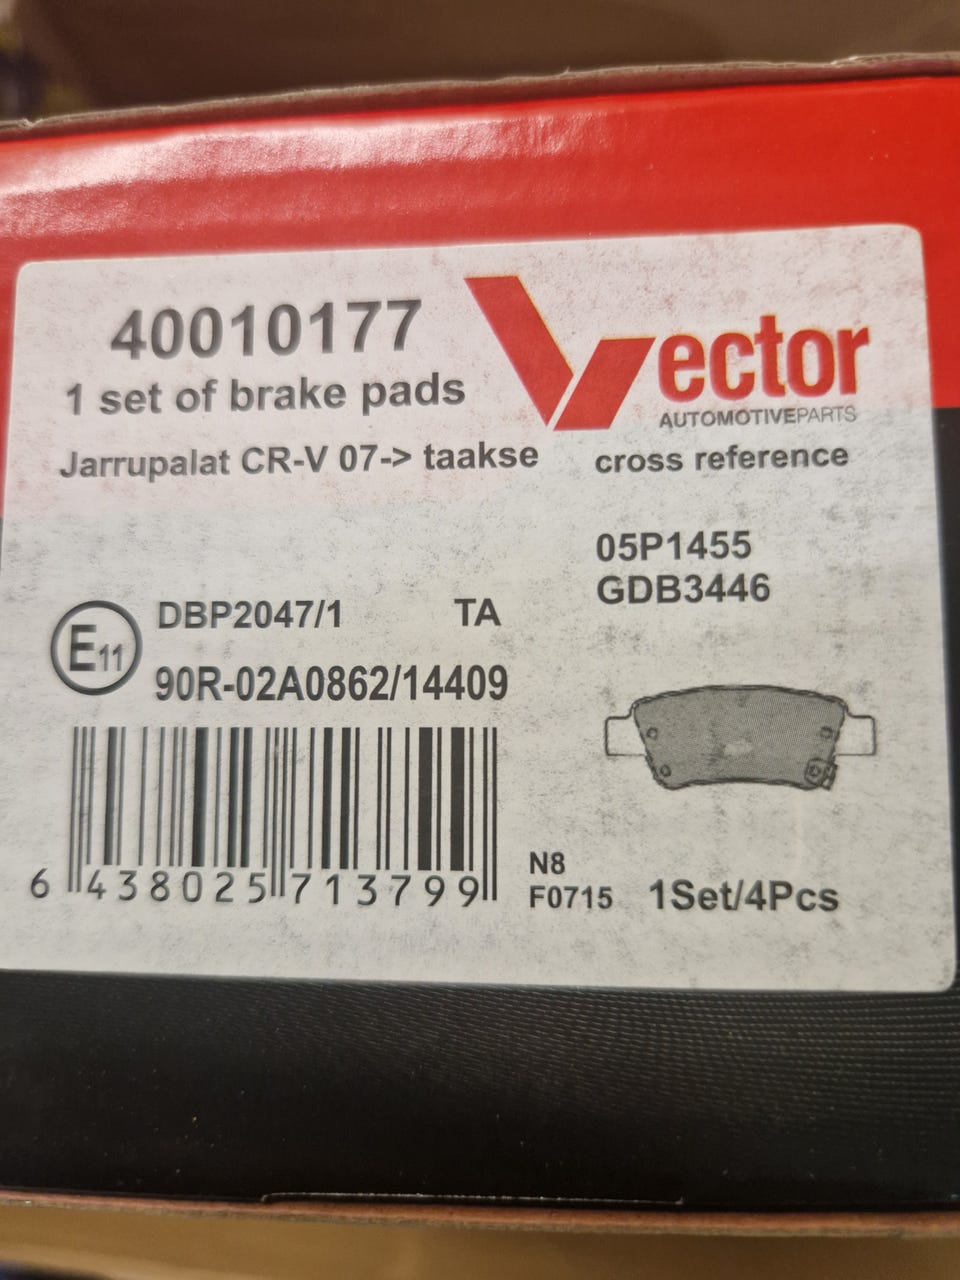 40010177
1 set of brake pads
Jarrupalat CR-V 07-> taakse
Vector
AUTOMOTIVEPARTS
cross reference
05P1455
GDB3446
E11
DBP2047/1 TA
90R-02A0862/14409
6 438025 713799
N8
F0715
1Set/4Pcs